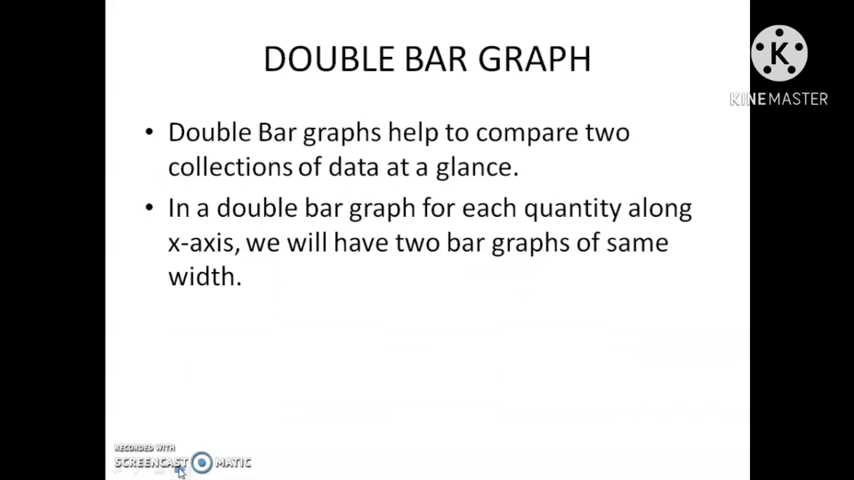 DOUBLE BAR GRAPH
K
KINEMASTER
• Double Bar graphs help to compare two
collections of data at a glance.
• In a double bar graph for each quantity along
x-axis, we will have two bar graphs of same
width.
RECORDED WITH
SCREENCAST MATIC